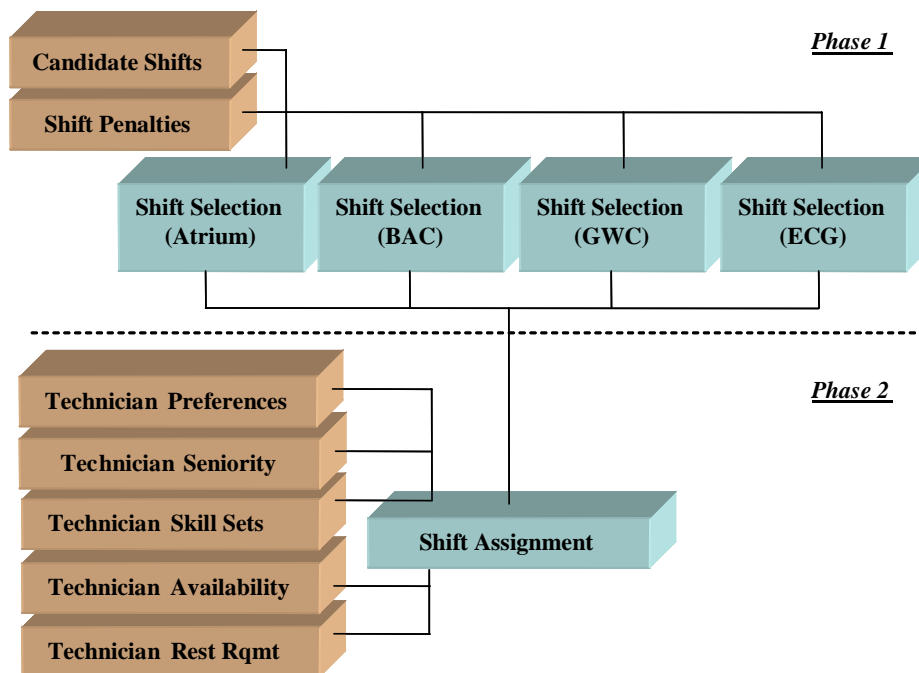 Phase 1
Candidate Shifts
Shift Penalties
Shift Selection
(Atrium)
Shift Selection
(BAC)
Shift Selection
(GWC)
Shift Selection
(ECG)
Phase 2
Technician Preferences
Technician Seniority
Technician Skill Sets
Shift Assignment
Technician Availability
Technician Rest Rqmt